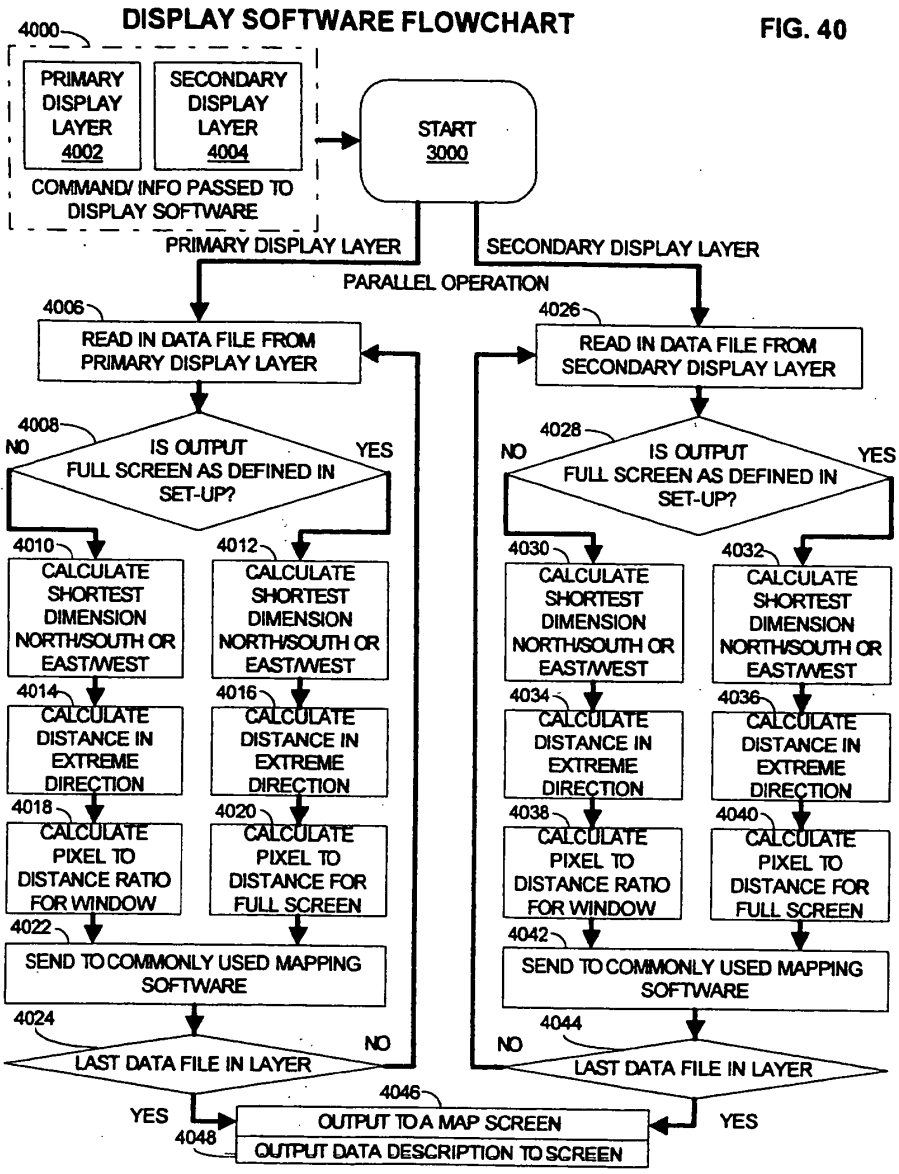 DISPLAY SOFTWARE FLOWCHART
FIG. 40
4000
PRIMARY
DISPLAY
LAYER
4002
SECONDARY
DISPLAY
LAYER
4004
COMMAND/ INFO PASSED TO
DISPLAY SOFTWARE
START
3000
PRIMARY DISPLAY LAYER
SECONDARY DISPLAY LAYER
PARALLEL OPERATION
4006
READ IN DATA FILE FROM
PRIMARY DISPLAY LAYER
4008
NO
YES
IS OUTPUT
FULL SCREEN AS DEFINED IN
SET-UP?
4010
CALCULATE
SHORTEST
DIMENSION
NORTH/SOUTH OR
EAST/WEST
4012
CALCULATE
SHORTEST
DIMENSION
NORTH/SOUTH OR
EAST/WEST
4014
CALCULATE
DISTANCE IN
EXTREME
DIRECTION
4016
CALCULATE
DISTANCE IN
EXTREME
DIRECTION
4018
CALCULATE
PIXEL TO
DISTANCE RATIO
FOR WINDOW
4020
CALCULATE
PIXEL TO
DISTANCE FOR
FULL SCREEN
4022
SEND TO COMMONLY USED MAPPING
SOFTWARE
4024
LAST DATA FILE IN LAYER
NO
YES
4026
READ IN DATA FILE FROM
SECONDARY DISPLAY LAYER
4028
NO
YES
IS OUTPUT
FULL SCREEN AS DEFINED IN
SET-UP?
4030
CALCULATE
SHORTEST
DIMENSION
NORTH/SOUTH OR
EAST/WEST
4032
CALCULATE
SHORTEST
DIMENSION
NORTH/SOUTH OR
EAST/WEST
4034
CALCULATE
DISTANCE IN
EXTREME
DIRECTION
4036
CALCULATE
DISTANCE IN
EXTREME
DIRECTION
4038
CALCULATE
PIXEL TO
DISTANCE RATIO
FOR WINDOW
4040
CALCULATE
PIXEL TO
DISTANCE FOR
FULL SCREEN
4042
SEND TO COMMONLY USED MAPPING
SOFTWARE
4044
NO
LAST DATA FILE IN LAYER
YES
4046
OUTPUT TO A MAP SCREEN
4048
OUTPUT DATA DESCRIPTION TO SCREEN